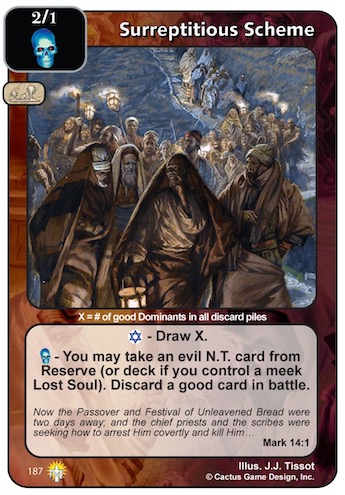 2/1
Surreptitious Scheme
X = # of good Dominants in all discard piles
- Draw X.
- You may take an evil N.T. card from
Reserve (or deck if you control a meek
Lost Soul). Discard a good card in battle.
Now the Passover and Festival of Unleavened Bread were
two days away; and the chief priests and the scribes were
seeking how to arrest Him covertly and kill Him…
Mark 14:1
187
Illus. J.J. Tissot
© Cactus Game Design, Inc.